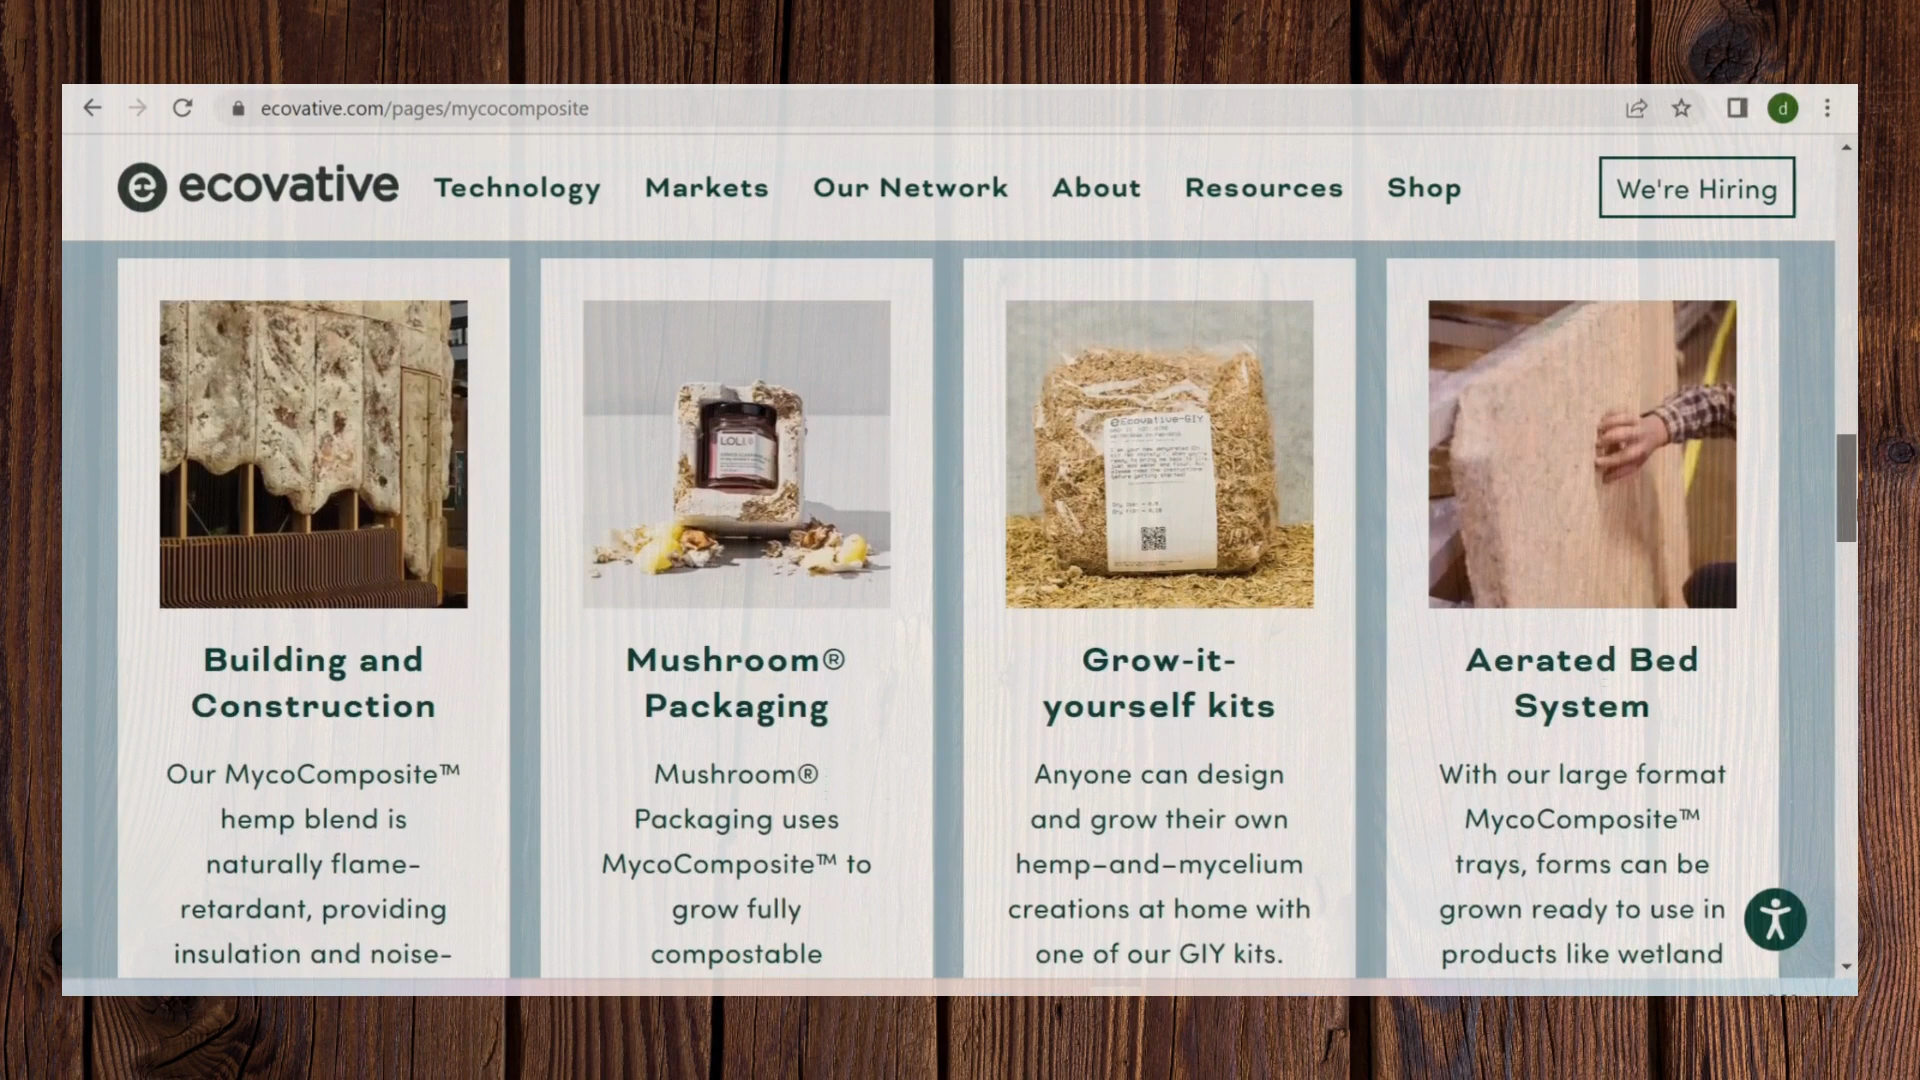 ecovative.com/pages/mycocomposite
d
ecovative Technology Markets Our Network About Resources Shop We're Hiring
LOLI
eEcovative-GIY
Building and
Construction
Our MycoComposite™
hemp blend is
naturally flame-
retardant, providing
insulation and noise-
Mushroom®
Packaging
Mushroom®
Packaging uses
MycoComposite™ to
grow fully
compostable
Grow-it-
yourself kits
Anyone can design
and grow their own
hemp-and-mycelium
creations at home with
one of our GIY kits.
Aerated Bed
System
With our large format
MycoComposite™
trays, forms can be
grown ready to use in
products like wetland